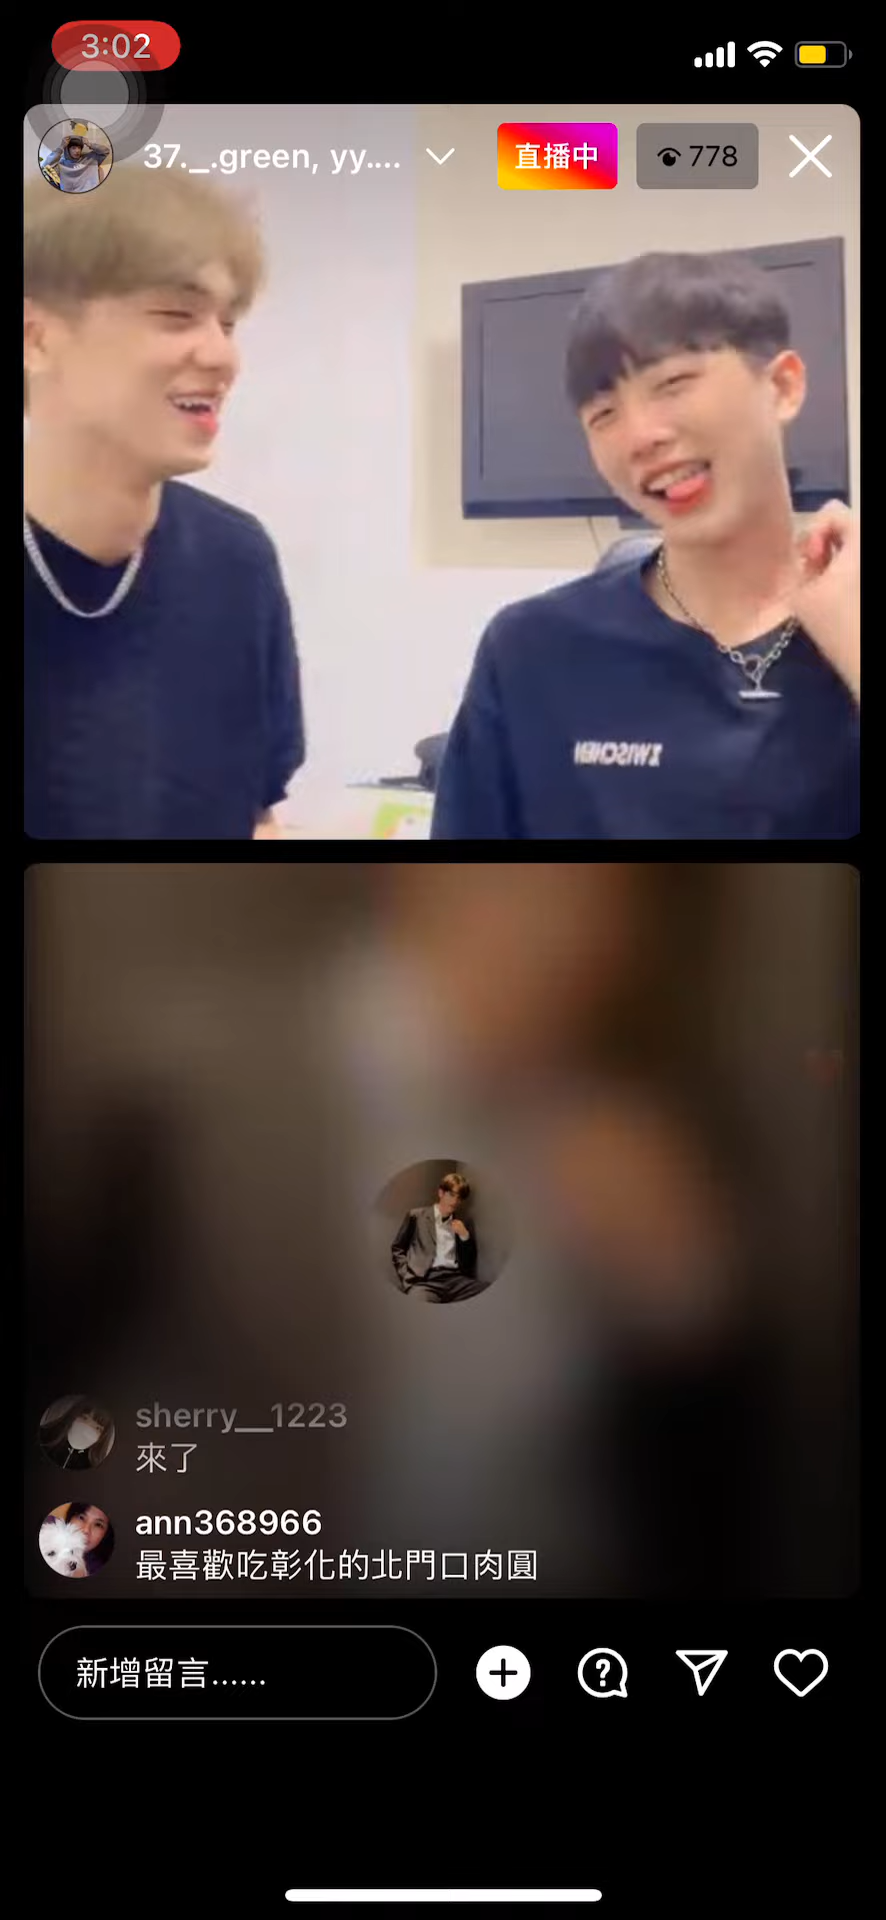 3:02
37._.green, yy....
直播中
778
ZWISCHEN
sherry__1223
來了
ann368966
最喜歡吃彰化的北門口肉圓
新增留言......